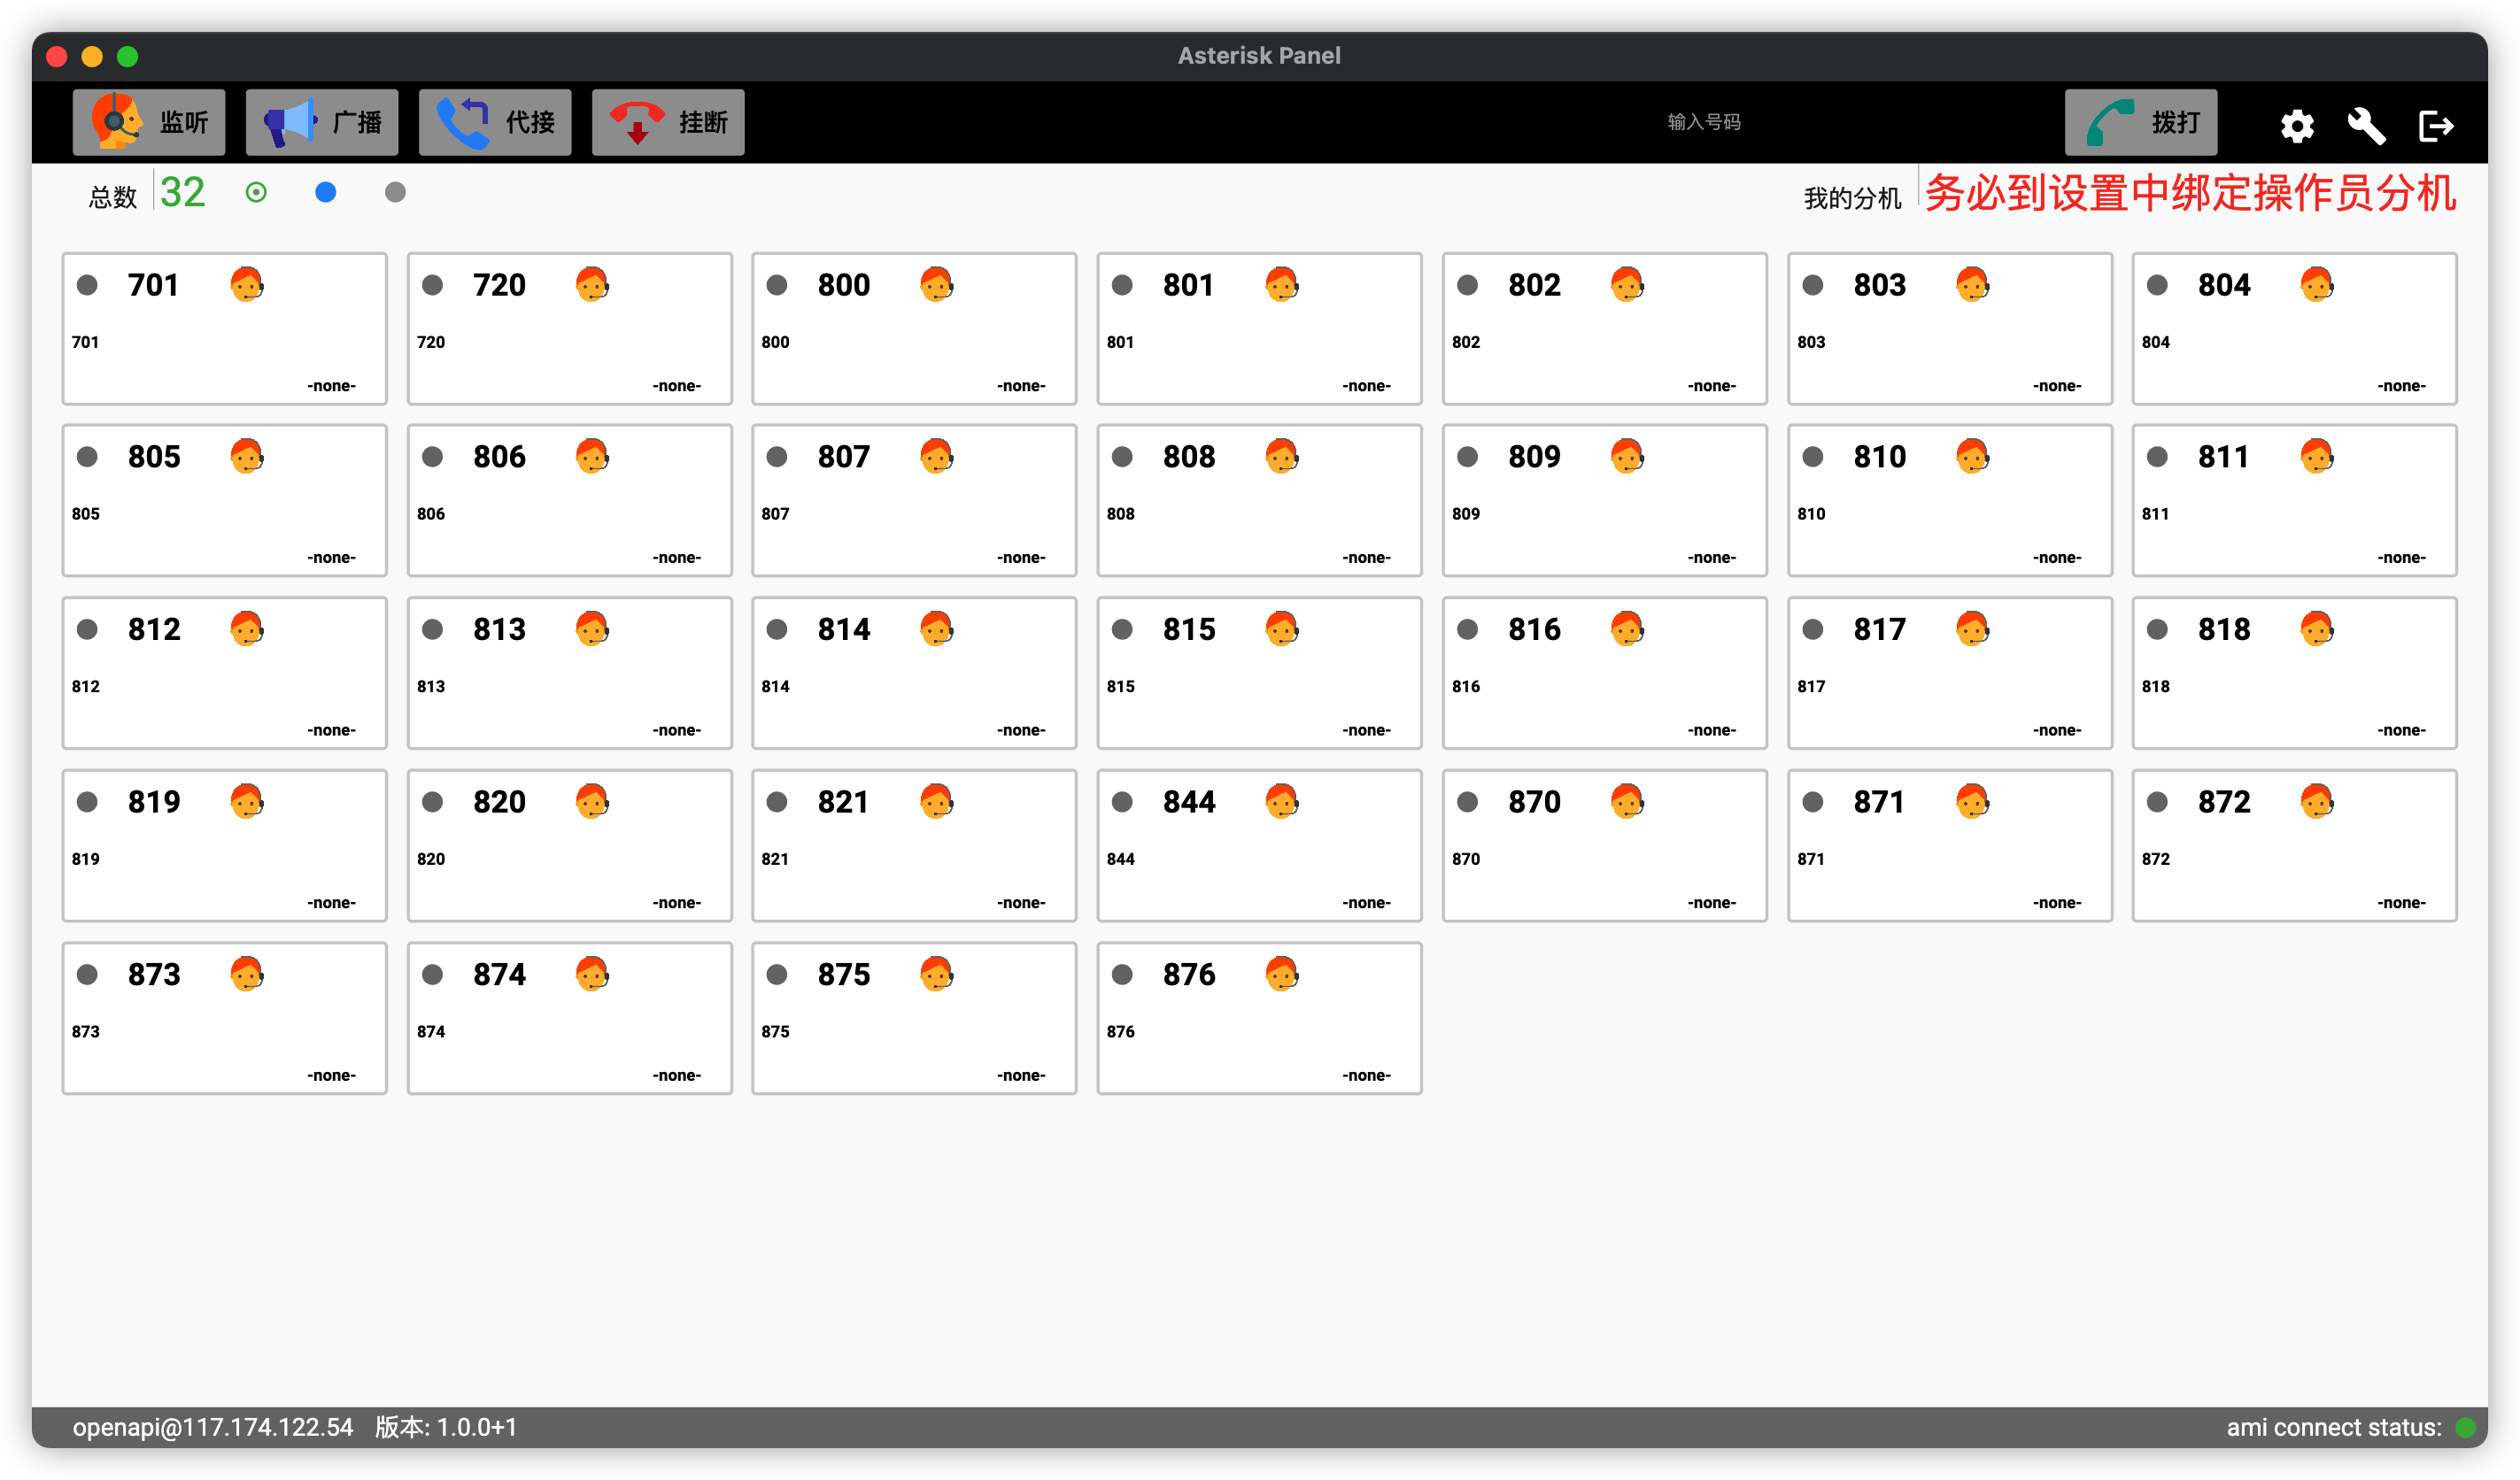 Asterisk Panel
监听 广播 代接 挂断 输入号码 拨打
总数 32 我的分机 务必到设置中绑定操作员分机
701 720 800 801 802 803 804
701 720 800 801 802 803 804
-none- -none- -none- -none- -none- -none- -none-
805 806 807 808 809 810 811
805 806 807 808 809 810 811
-none- -none- -none- -none- -none- -none- -none-
812 813 814 815 816 817 818
812 813 814 815 816 817 818
-none- -none- -none- -none- -none- -none- -none-
819 820 821 844 870 871 872
819 820 821 844 870 871 872
-none- -none- -none- -none- -none- -none- -none-
873 874 875 876
873 874 875 876
-none- -none- -none- -none-
openapi@117.174.122.54 版本: 1.0.0+1 ami connect status: